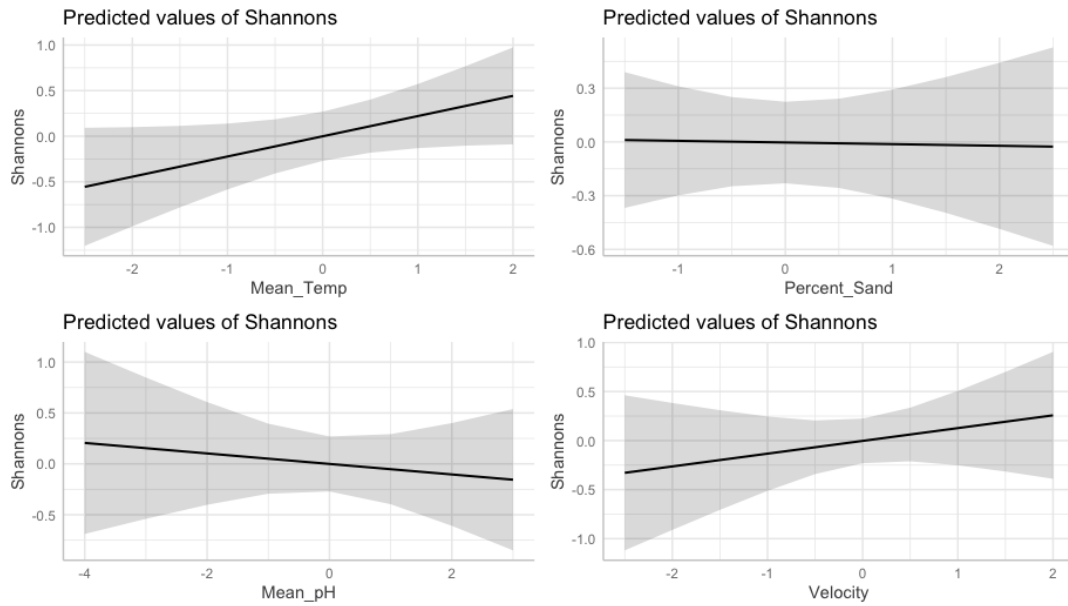 Predicted values of Shannons
1.0
0.5
0.0
-0.5
-1.0
Shannons
-2 -1 0 1 2
Mean_Temp
Predicted values of Shannons
0.3
0.0
-0.3
-0.6
Shannons
-1 0 1 2
Percent_Sand
Predicted values of Shannons
1.0
0.5
0.0
-0.5
Shannons
-4 -2 0 2
Mean_pH
Predicted values of Shannons
1.0
0.5
0.0
-0.5
-1.0
Shannons
-2 -1 0 1 2
Velocity